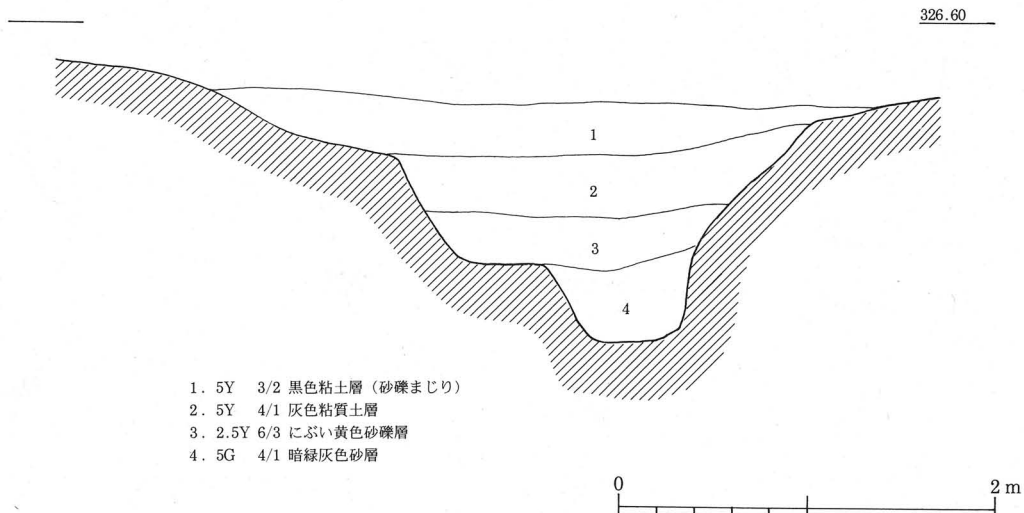 326.60
1
2
3
4
1. 5Y 3/2 黒色粘土層（砂礫まじり）
2. 5Y 4/1 灰色粘質土層
3. 2.5Y 6/3 にぶい黄色砂礫層
4. 5G 4/1 暗緑灰色砂層
0 2 m